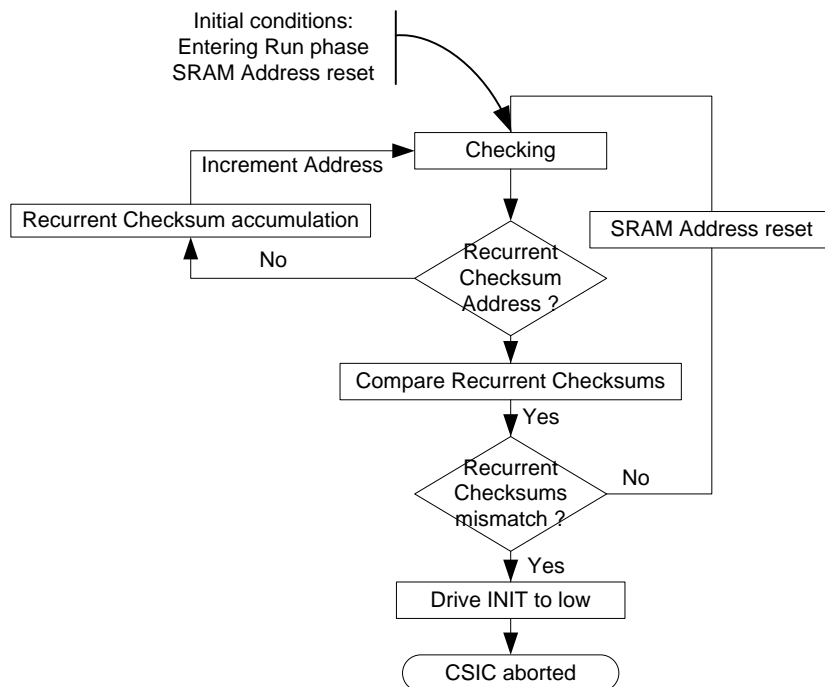 Initial conditions:
Entering Run phase
SRAM Address reset
Checking
Increment Address
Recurrent Checksum accumulation
SRAM Address reset
No
Recurrent
Checksum
Address ?
Compare Recurrent Checksums
Yes
Recurrent
Checksums
mismatch ?
No
Yes
Drive INIT to low
CSIC aborted